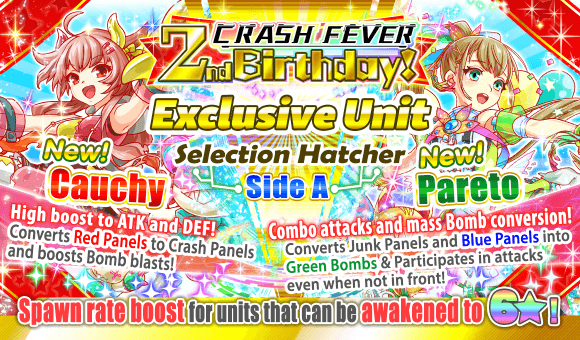 CRASH FEVER
2nd Birthday!
Exclusive Unit
Selection Hatcher
Side A
New!
Cauchy
High boost to ATK and DEF!
Converts Red Panels to Crash Panels
and boosts Bomb blasts!
New!
Pareto
Combo attacks and mass Bomb conversion!
Converts Junk Panels and Blue Panels into
Green Bombs & Participates in attacks
even when not in front!
Spawn rate boost for units that can be awakened to 6★!